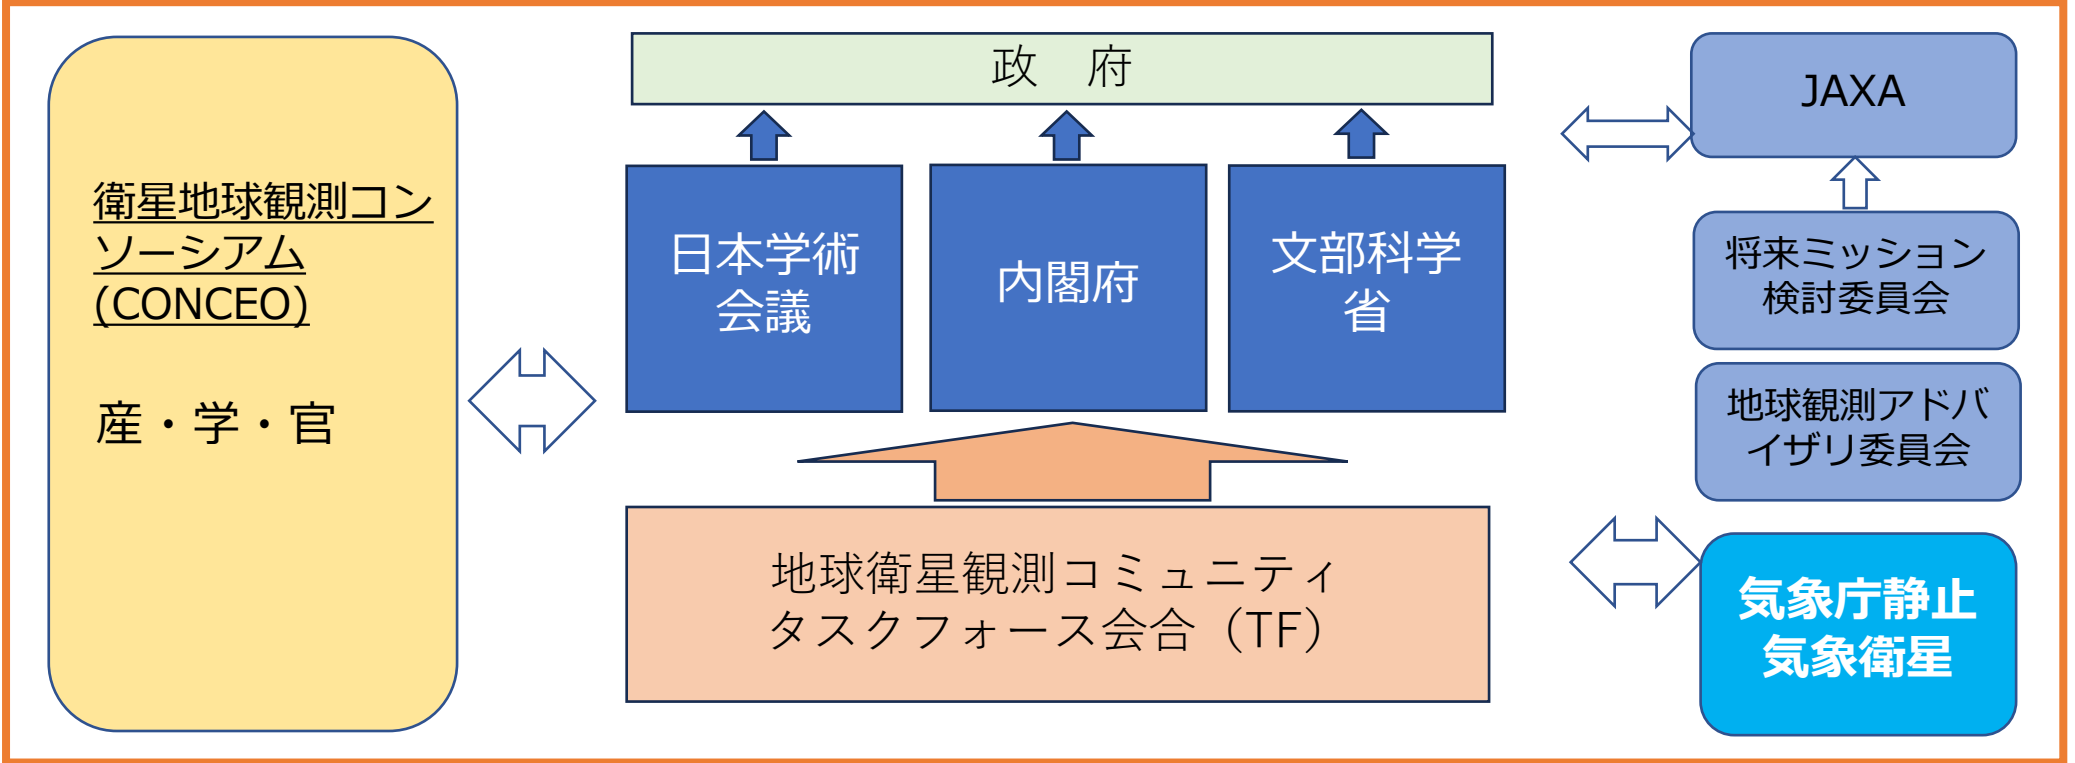 衛星地球観測コン
ソーシアム
(CONCEO)
産・学・官
政　府
日本学術
会議
内閣府
文部科学
省
地球衛星観測コミュニティ
タスクフォース会合（TF）
JAXA
将来ミッション
検討委員会
地球観測アドバ
イザリ委員会
気象庁静止
気象衛星